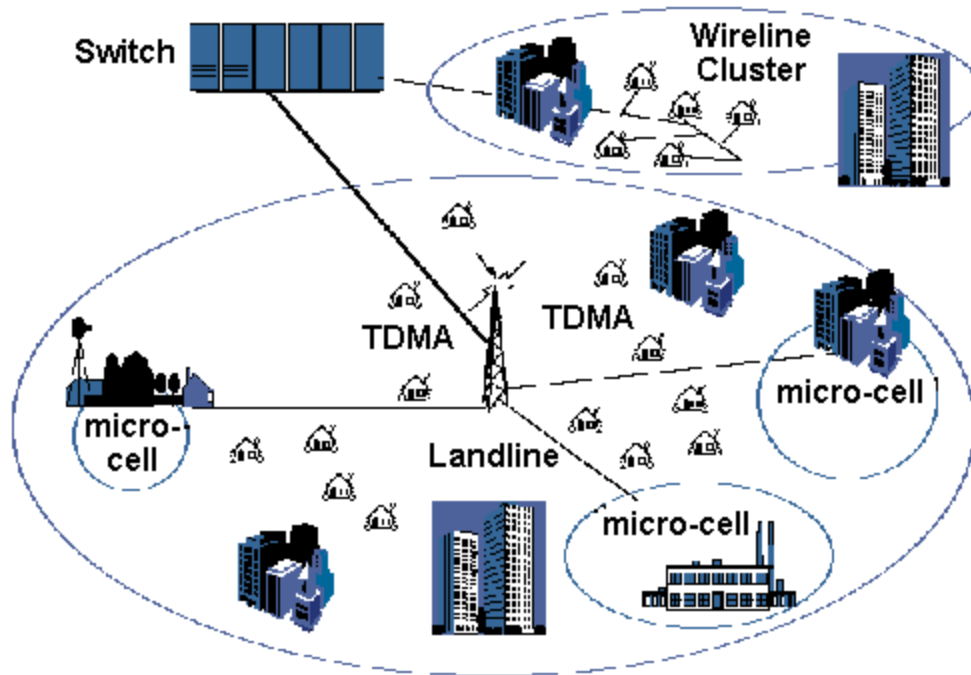 Switch
Wireline
Cluster
TDMA
TDMA
micro-cell
micro-
cell
Landline
micro-cell